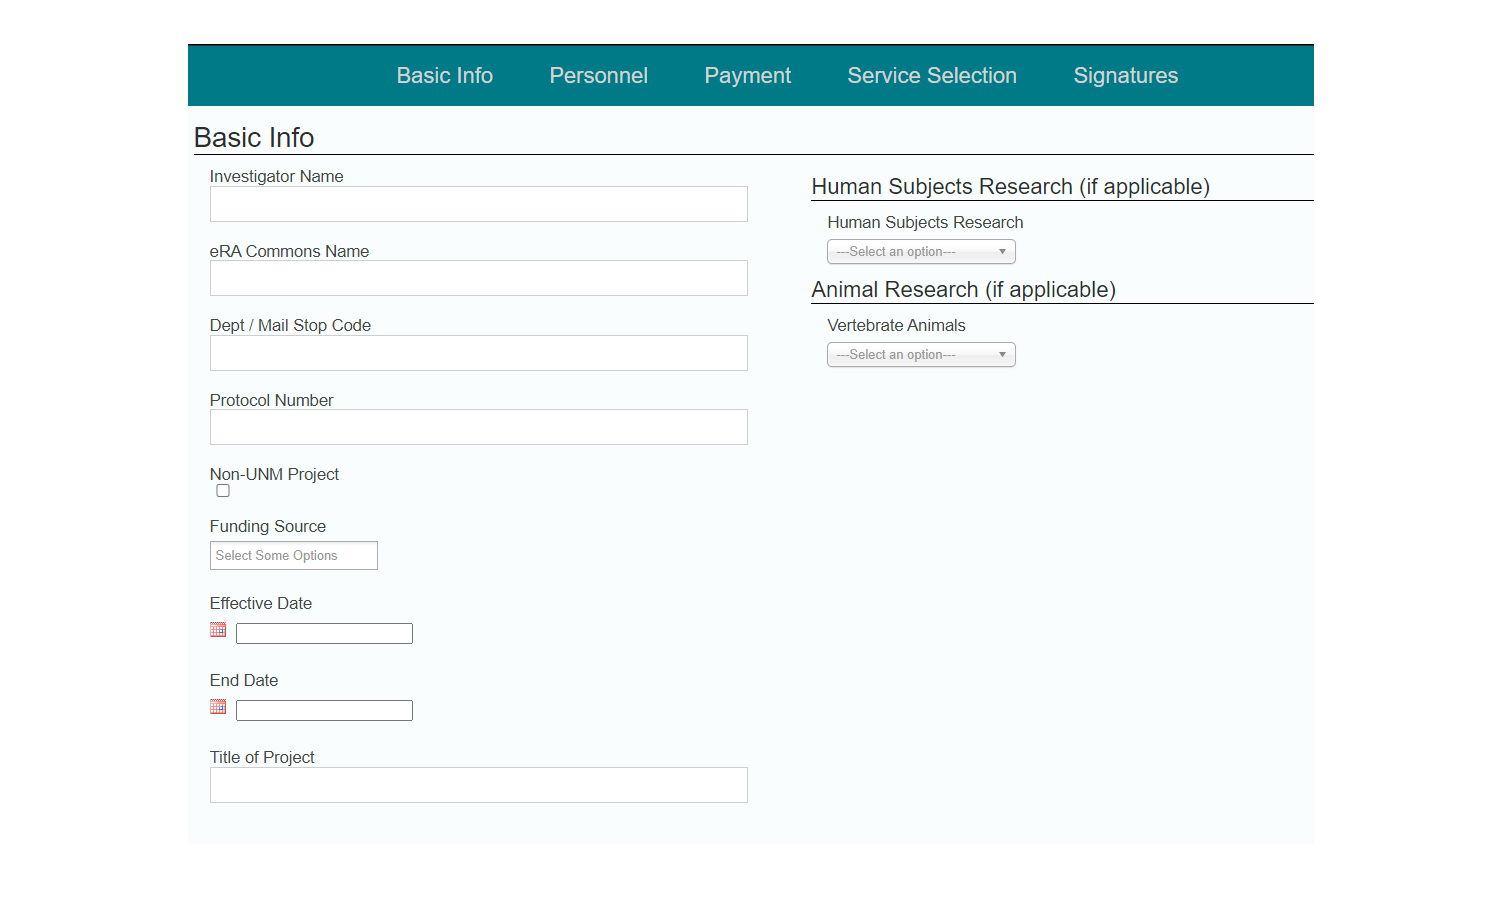 Basic Info Personnel Payment Service Selection Signatures
Basic Info
Investigator Name
eRA Commons Name
Dept / Mail Stop Code
Protocol Number
Non-UNM Project
Funding Source
Select Some Options
Effective Date
End Date
Title of Project
Human Subjects Research (if applicable)
Human Subjects Research
---Select an option---
Animal Research (if applicable)
Vertebrate Animals
---Select an option---